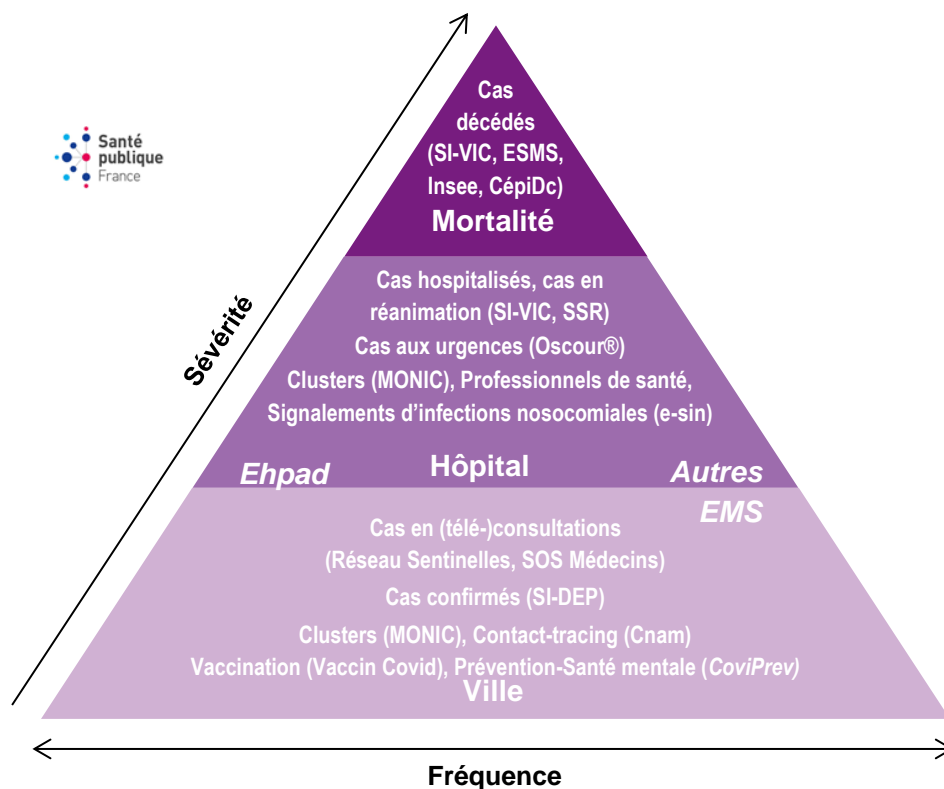 Santé
publique
France
Cas
décédés
(SI-VIC, ESMS,
Insee, CépiDc)
Mortalité
Sévérité
Cas hospitalisés, cas en
réanimation (SI-VIC, SSR)
Cas aux urgences (Oscour®)
Clusters (MONIC), Professionnels de santé,
Signalements d’infections nosocomiales (e-sin)
Ehpad Hôpital Autres
EMS
Cas en (télé-)consultations
(Réseau Sentinelles, SOS Médecins)
Cas confirmés (SI-DEP)
Clusters (MONIC), Contact-tracing (Cnam)
Vaccination (Vaccin Covid), Prévention-Santé mentale (CoviPrev)
Ville
Fréquence